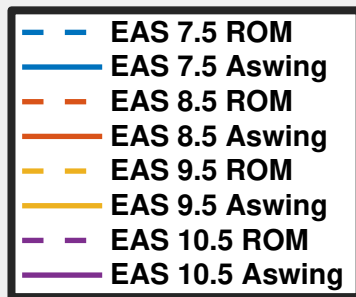 EAS 7.5 ROM
EAS 7.5 Aswing
EAS 8.5 ROM
EAS 8.5 Aswing
EAS 9.5 ROM
EAS 9.5 Aswing
EAS 10.5 ROM
EAS 10.5 Aswing